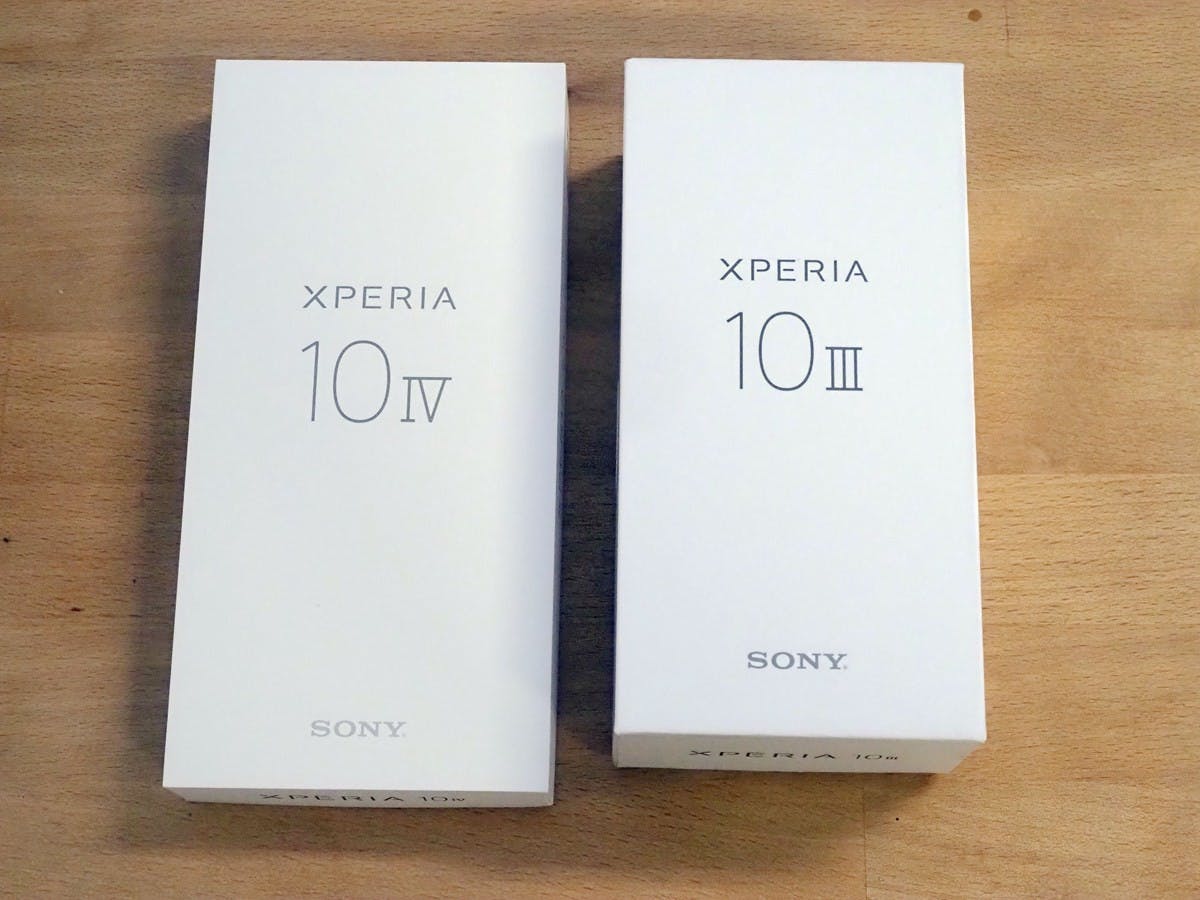 XPERIA
10 IV
SONY
XPERIA 10 IV
XPERIA
10 III
SONY
XPERIA 10 III